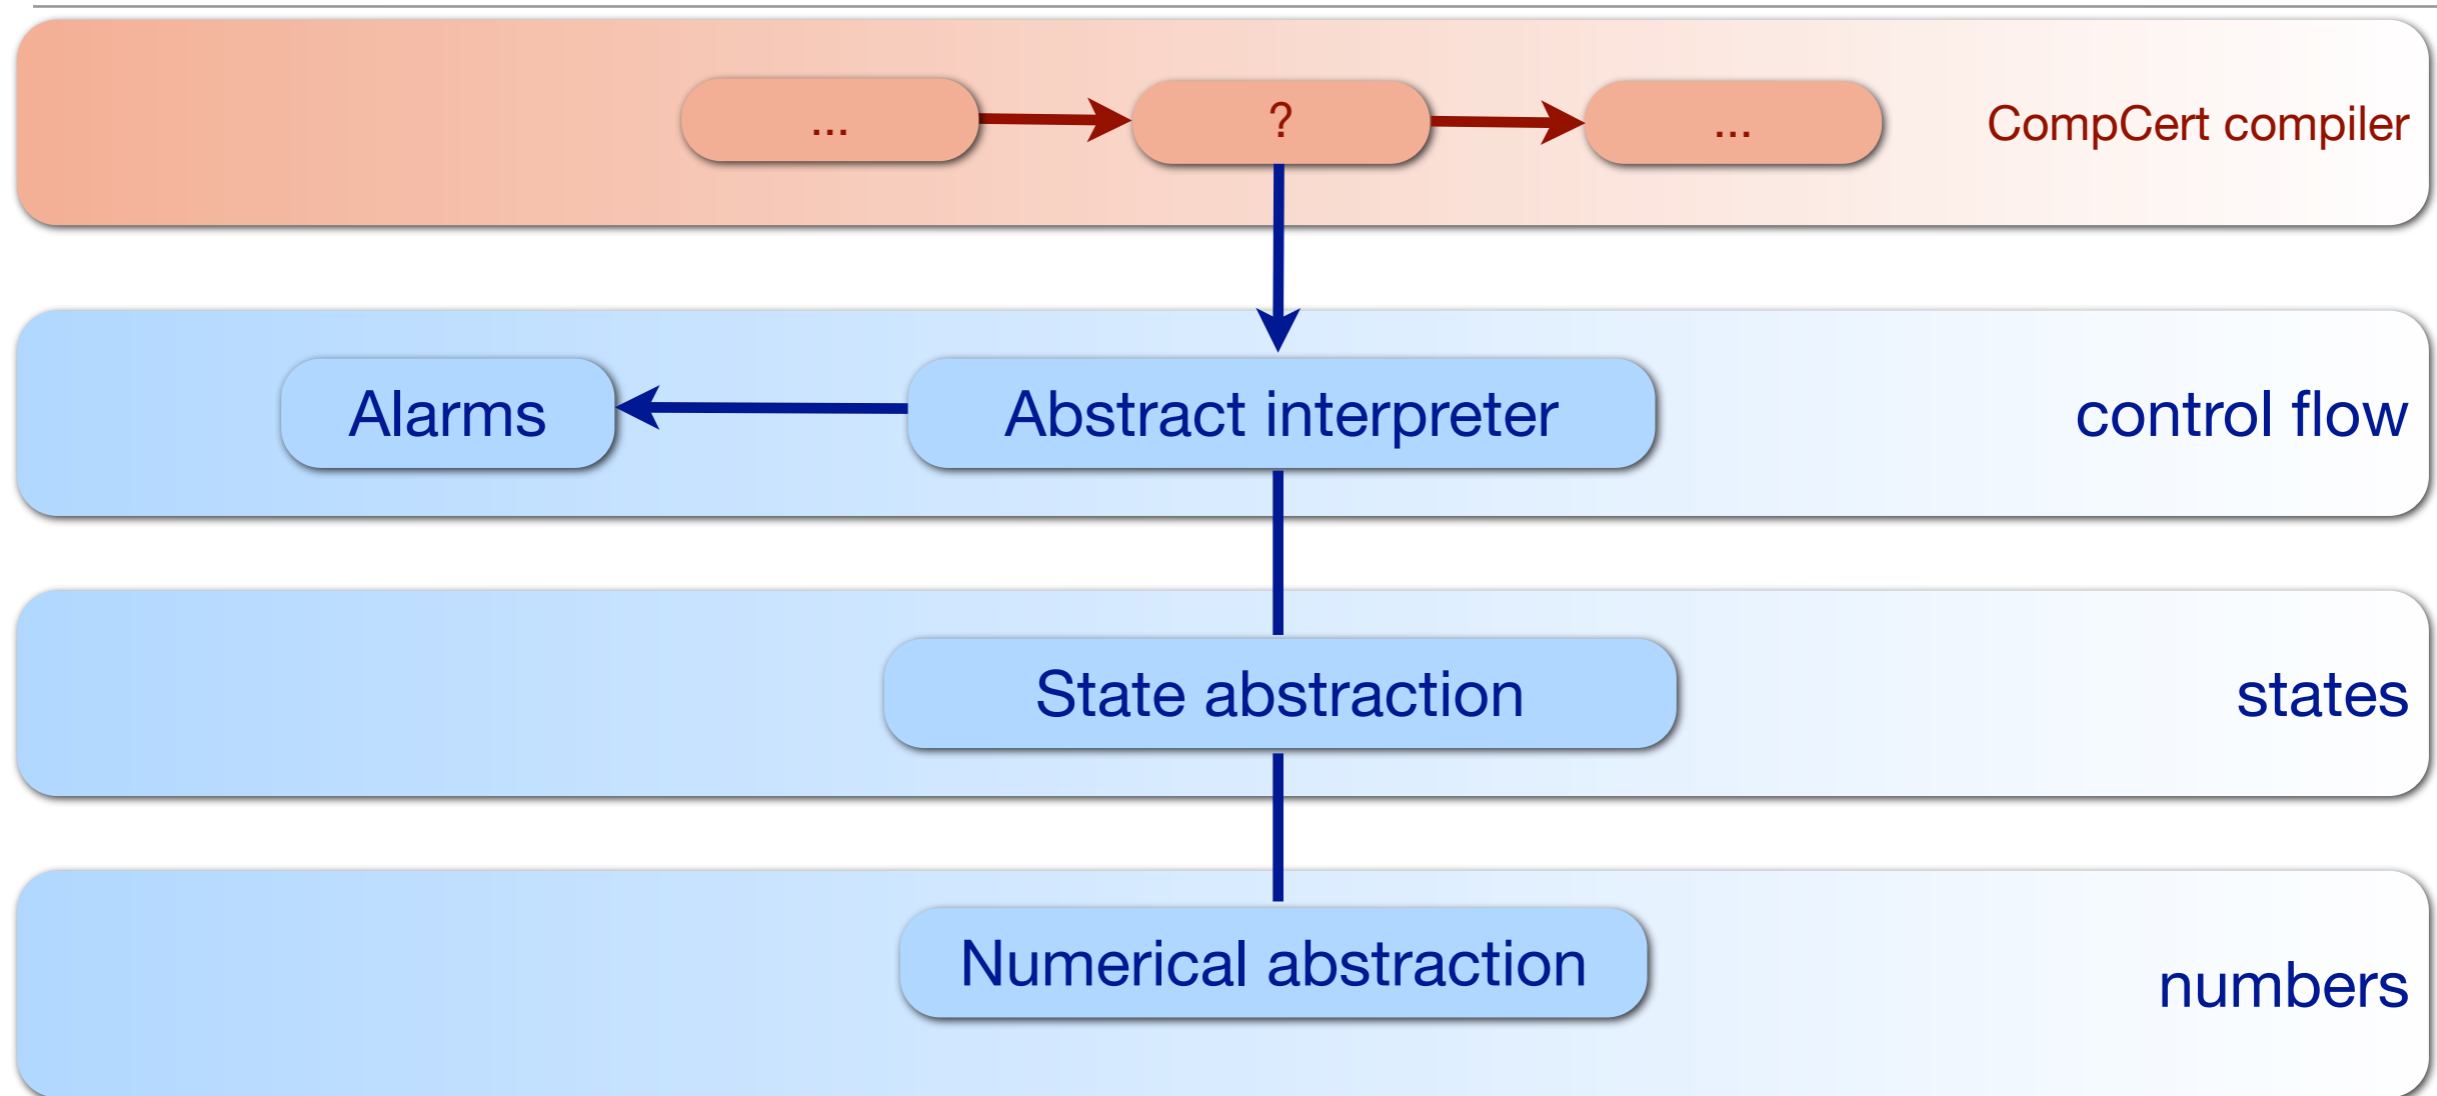 ...
?
...
CompCert compiler
Alarms
Abstract interpreter
control flow
State abstraction
states
Numerical abstraction
numbers